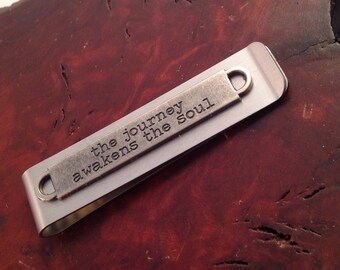 the journey
awakens the soul